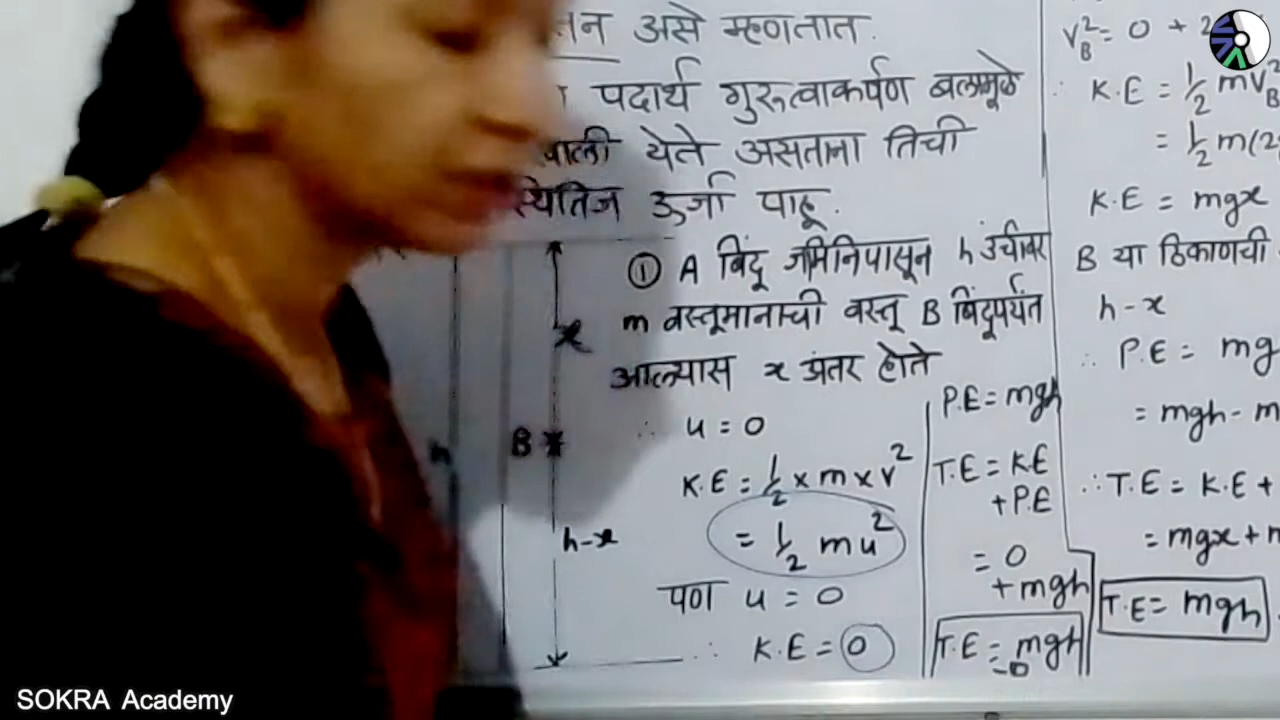 असे म्हणतात.
पदार्थ गुरुत्वाकर्षण बलामूळे
खाली येते असताना तिची
स्थितिज ऊर्जा पाहू.
① A बिंदू जमिनिपासून h उंचीवर
m वस्तूमानाची वस्तू B बिंदूपर्यंत
आल्यास x अंतर होते
∴ u = 0
K.E = 1/2 × m × v²
= 1/2 mu²
पण u = 0
∴ K.E = 0
x
h
B
h-x
P.E = mgh
T.E = K.E
+ P.E
= 0
+ mgh
T.E = mgh
V_B² = 0 + 2
∴ K.E = 1/2 mV_B²
= 1/2 m(2
K.E = mgx
B या ठिकाणची
h-x
∴ P.E = mg
= mgh - m
∴ T.E = K.E +
= mgx + m
T.E = mgh
SOKRA Academy